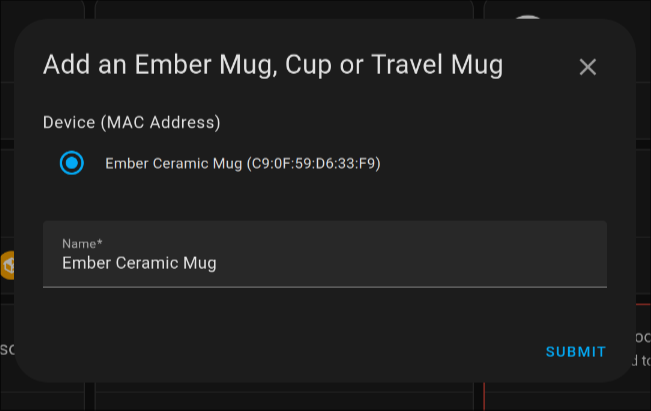 Add an Ember Mug, Cup or Travel Mug
Device (MAC Address)
Ember Ceramic Mug (C9:0F:59:D6:33:F9)
Name*
Ember Ceramic Mug
SUBMIT